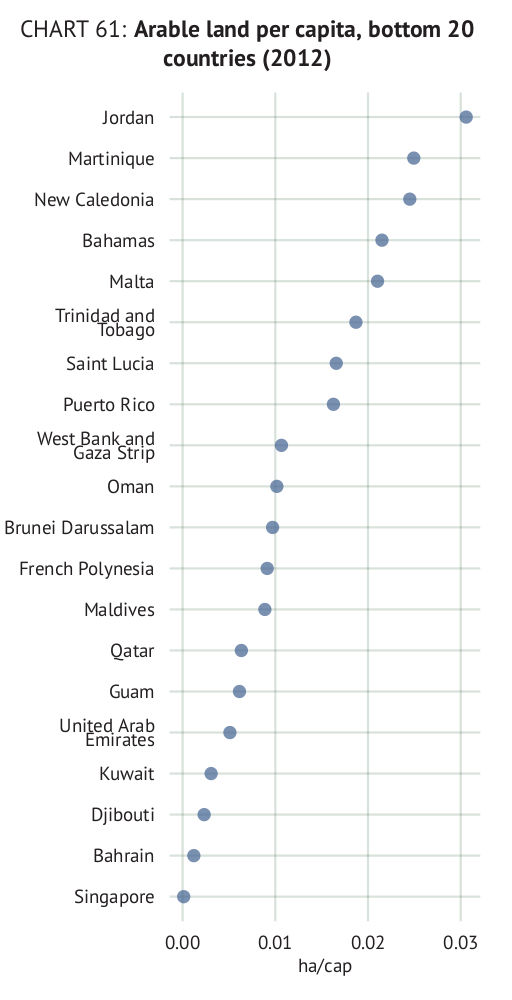 CHART 61: Arable land per capita, bottom 20
countries (2012)
Jordan
Martinique
New Caledonia
Bahamas
Malta
Trinidad and
Tobago
Saint Lucia
Puerto Rico
West Bank and
Gaza Strip
Oman
Brunei Darussalam
French Polynesia
Maldives
Qatar
Guam
United Arab
Emirates
Kuwait
Djibouti
Bahrain
Singapore
0.00 0.01 0.02 0.03
ha/cap